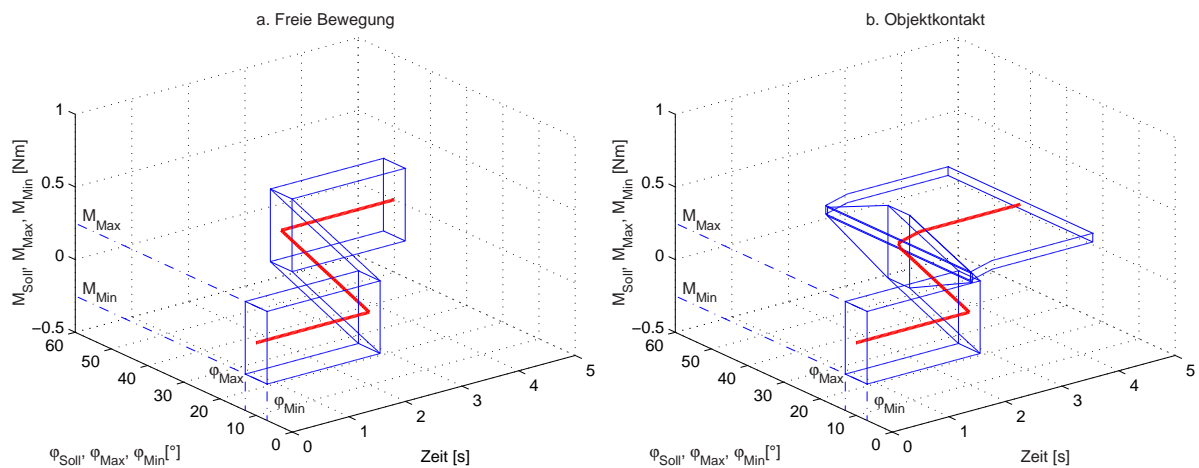 a. Freie Bewegung
M_Soll, M_Max, M_Min [Nm]
1
0.5
0
−0.5
M_Max
M_Min
φ_Max
φ_Min
60
50
40
30
20
10
0
φ_Soll, φ_Max, φ_Min[°]
0
1
2
3
4
5
Zeit [s]
b. Objektkontakt
M_Soll, M_Max, M_Min [Nm]
1
0.5
0
−0.5
M_Max
M_Min
φ_Max
φ_Min
60
50
40
30
20
10
0
φ_Soll, φ_Max, φ_Min[°]
0
1
2
3
4
5
Zeit [s]